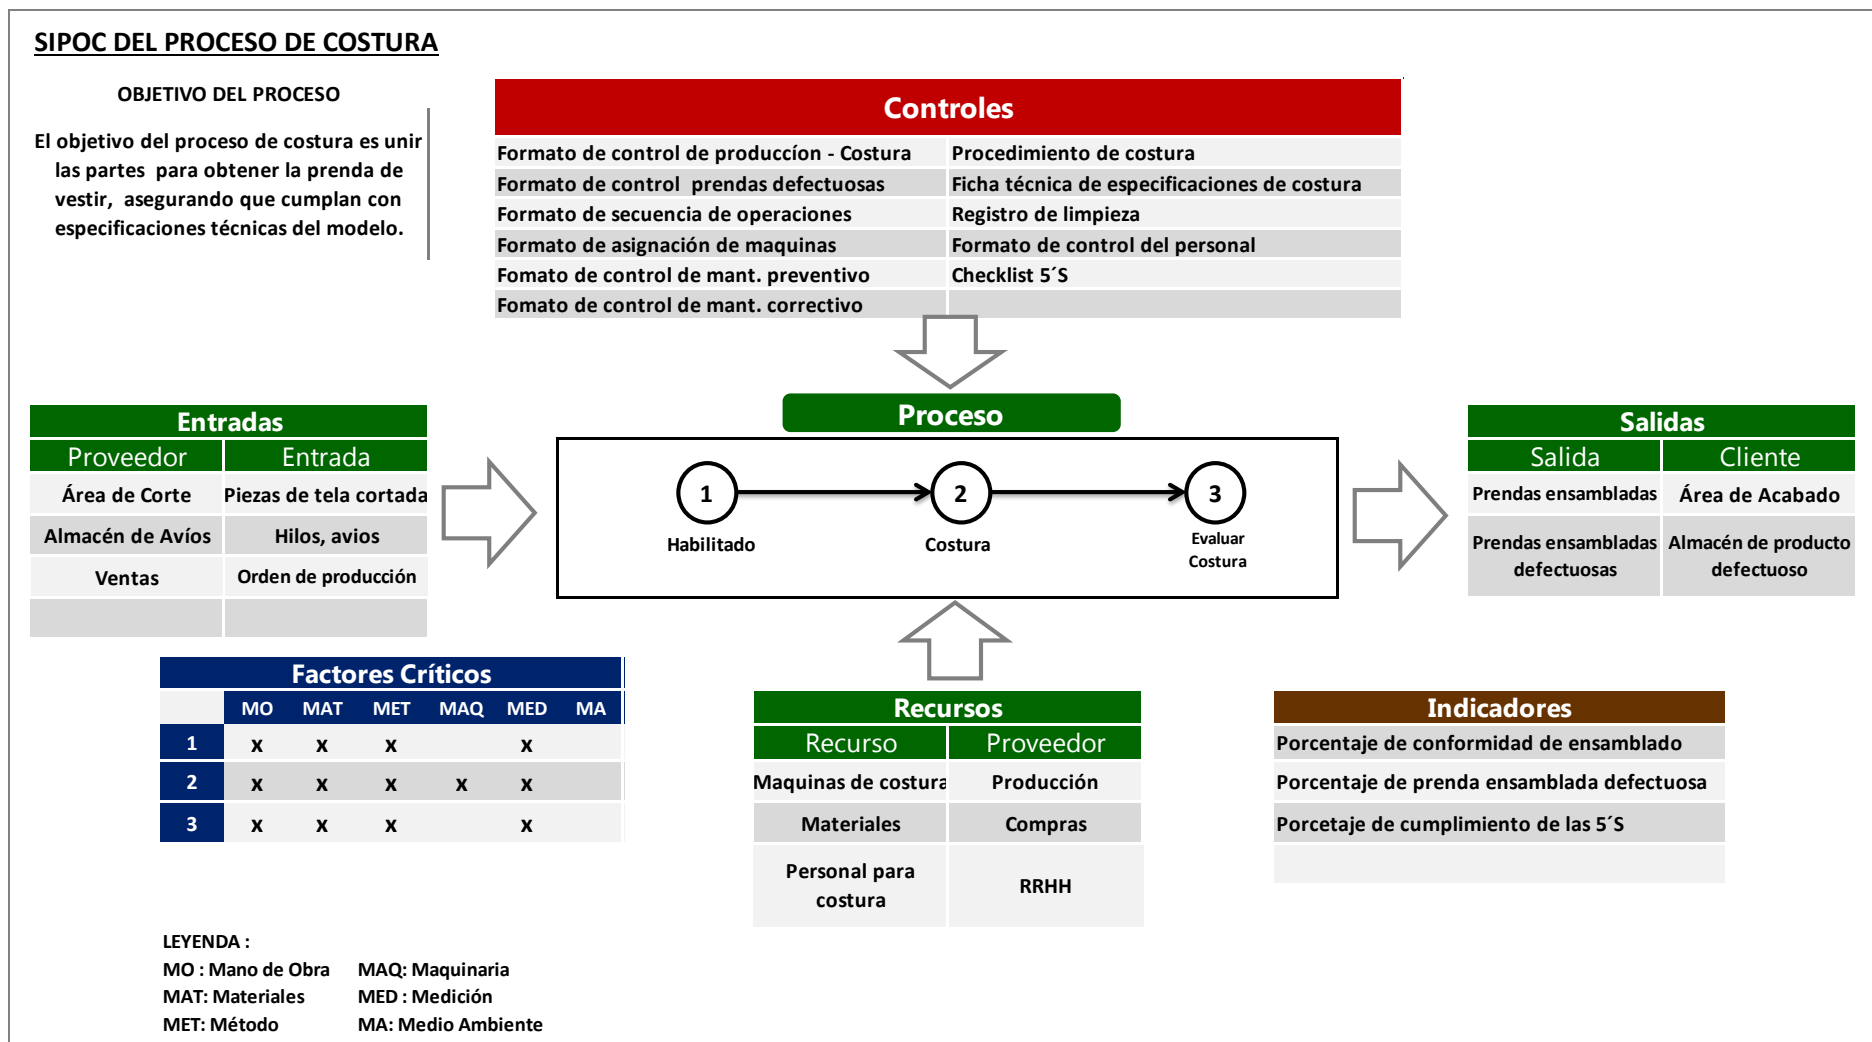 SIPOC DEL PROCESO DE COSTURA
OBJETIVO DEL PROCESO
El objetivo del proceso de costura es unir
las partes para obtener la prenda de
vestir, asegurando que cumplan con
especificaciones técnicas del modelo.
Controles
Formato de control de produccíon - Costura
Procedimiento de costura
Formato de control prendas defectuosas
Ficha técnica de especificaciones de costura
Formato de secuencia de operaciones
Registro de limpieza
Formato de asignación de maquinas
Formato de control del personal
Fomato de control de mant. preventivo
Checklist 5´S
Fomato de control de mant. correctivo
Entradas
Proveedor
Entrada
Área de Corte
Piezas de tela cortada
Almacén de Avíos
Hilos, avios
Ventas
Orden de producción
Proceso
1
2
3
Habilitado
Costura
Evaluar
Costura
Salidas
Salida
Cliente
Prendas ensambladas
Área de Acabado
Prendas ensambladas
defectuosas
Almacén de producto
defectuoso
Factores Críticos
MO MAT MET MAQ MED MA
1 x x x x
2 x x x x x
3 x x x x
Recursos
Recurso
Proveedor
Maquinas de costura
Producción
Materiales
Compras
Personal para
costura
RRHH
Indicadores
Porcentaje de conformidad de ensamblado
Porcentaje de prenda ensamblada defectuosa
Porcetaje de cumplimiento de las 5´S
LEYENDA :
MO : Mano de Obra
MAQ: Maquinaria
MAT: Materiales
MED : Medición
MET: Método
MA: Medio Ambiente